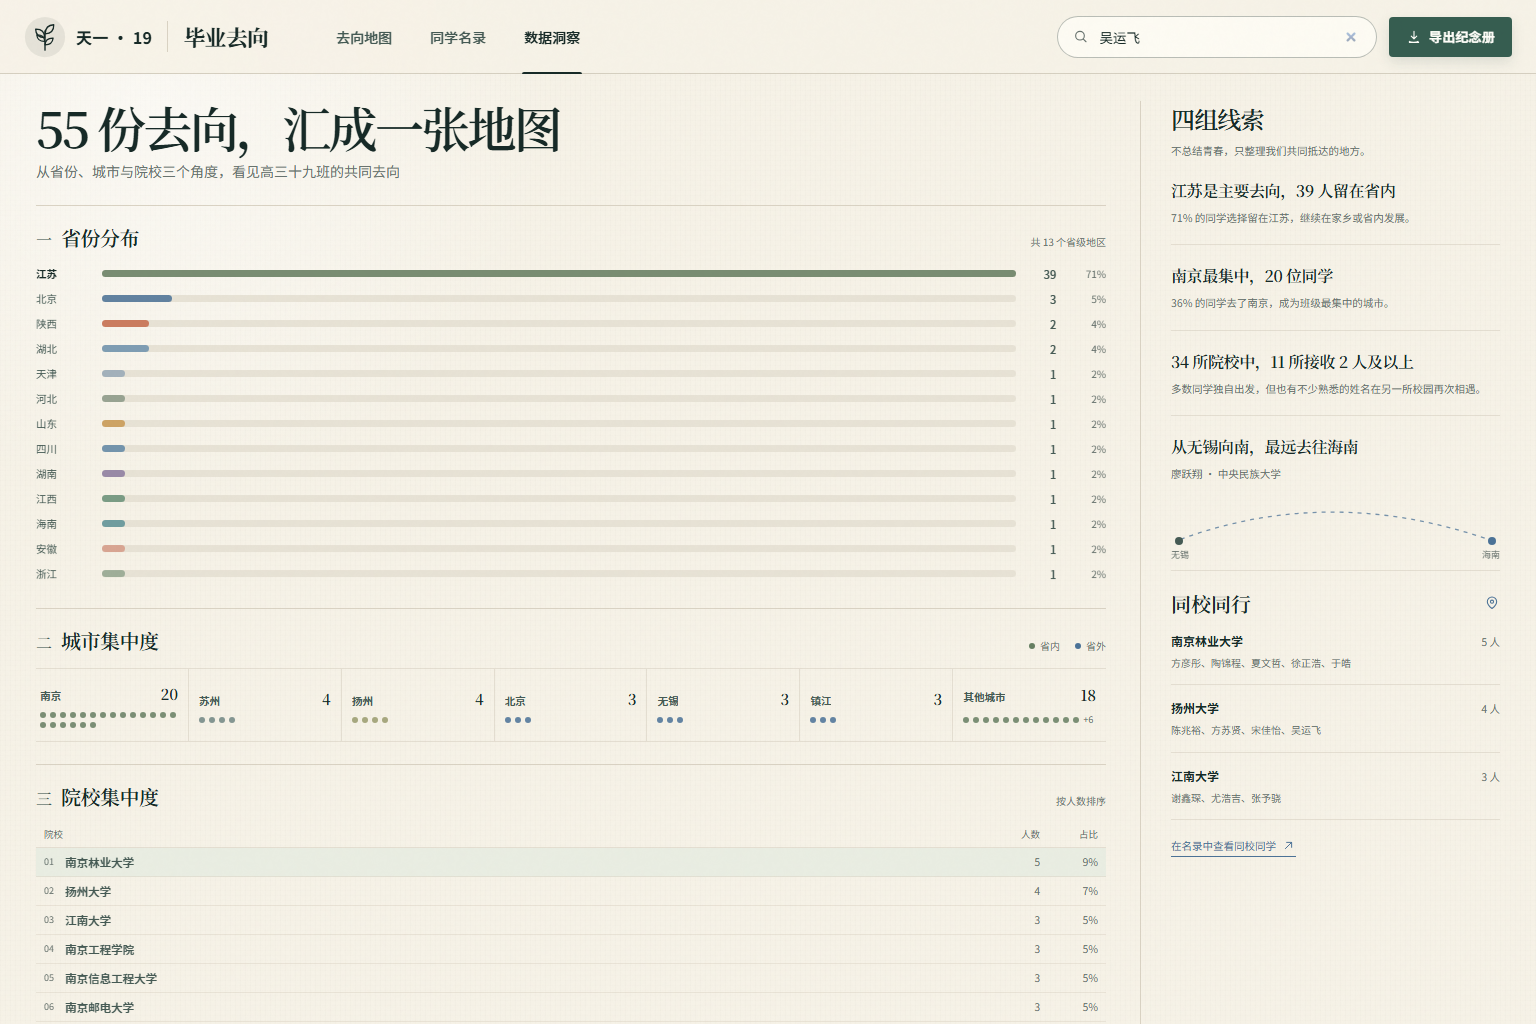 天一 · 19
毕业去向
去向地图
同学名录
数据洞察
吴运飞
导出纪念册
55 份去向，汇成一张地图
从省份、城市与院校三个角度，看见高三十九班的共同去向
一 省份分布
共 13 个省级地区
江苏 39 71%
北京 3 5%
陕西 2 4%
湖北 2 4%
天津 1 2%
河北 1 2%
山东 1 2%
四川 1 2%
湖南 1 2%
江西 1 2%
海南 1 2%
安徽 1 2%
浙江 1 2%
二 城市集中度
省内 省外
南京 20
苏州 4
扬州 4
北京 3
无锡 3
镇江 3
其他城市 18
+6
三 院校集中度
按人数排序
院校 人数 占比
01 南京林业大学 5 9%
02 扬州大学 4 7%
03 江南大学 3 5%
04 南京工程学院 3 5%
05 南京信息工程大学 3 5%
06 南京邮电大学 3 5%
四组线索
不总结青春，只整理我们共同抵达的地方。
江苏是主要去向，39 人留在省内
71% 的同学选择留在江苏，继续在家乡或省内发展。
南京最集中，20 位同学
36% 的同学去了南京，成为班级最集中的城市。
34 所院校中，11 所接收 2 人及以上
多数同学独自出发，但也有不少熟悉的姓名在另一所校园再次相遇。
从无锡向南，最远去往海南
廖跃翔 · 中央民族大学
无锡 海南
同校同行
南京林业大学 5 人
方彦彤、陶锦程、夏文哲、徐正浩、于皓
扬州大学 4 人
陈兆裕、方苏贤、宋佳怡、吴运飞
江南大学 3 人
谢鑫琛、尤浩言、张予骁
在名录中查看同校同学